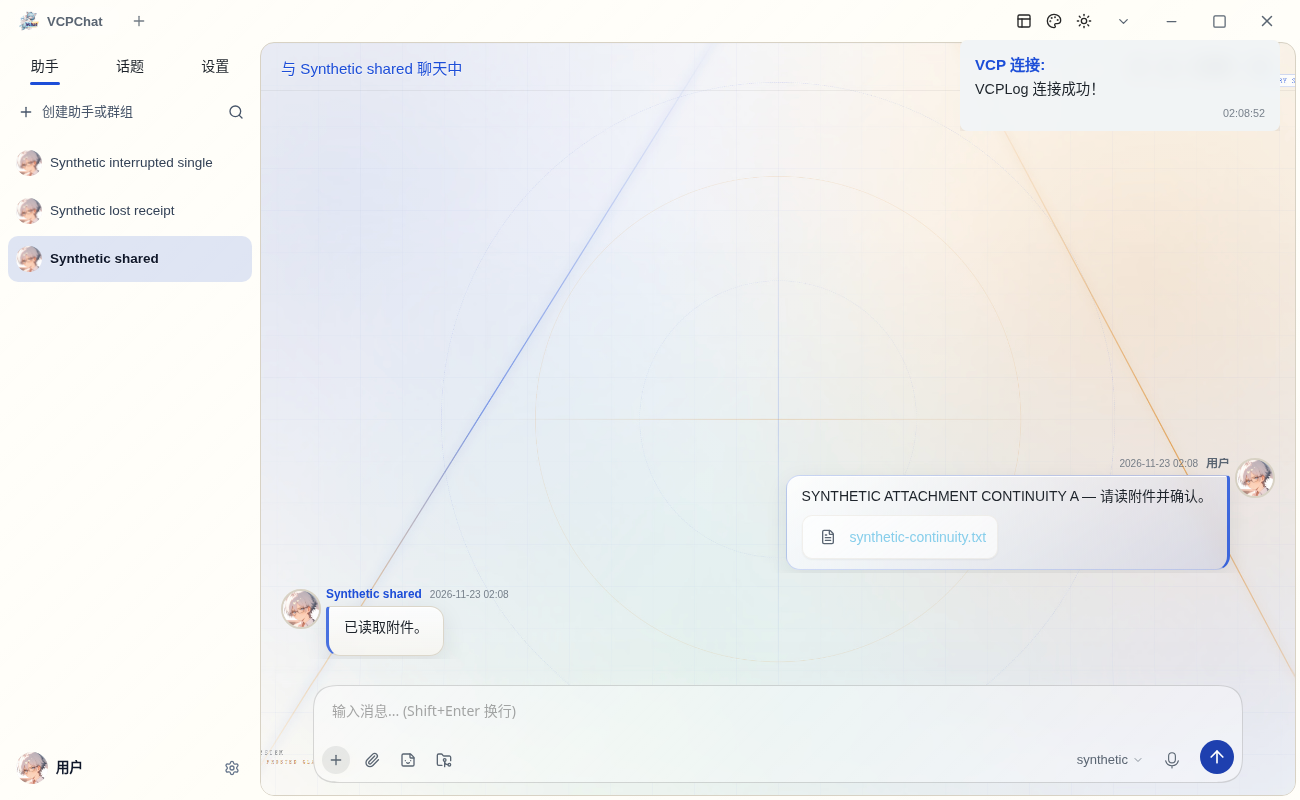 VCPChat
助手
话题
设置
创建助手或群组
Synthetic interrupted single
Synthetic lost receipt
Synthetic shared
用户
与 Synthetic shared 聊天中
VCP 连接:
VCPLog 连接成功！
02:08:52
2026-11-23 02:08 用户
SYNTHETIC ATTACHMENT CONTINUITY A — 请读附件并确认。
synthetic-continuity.txt
Synthetic shared 2026-11-23 02:08
已读取附件。
输入消息... (Shift+Enter 换行)
synthetic